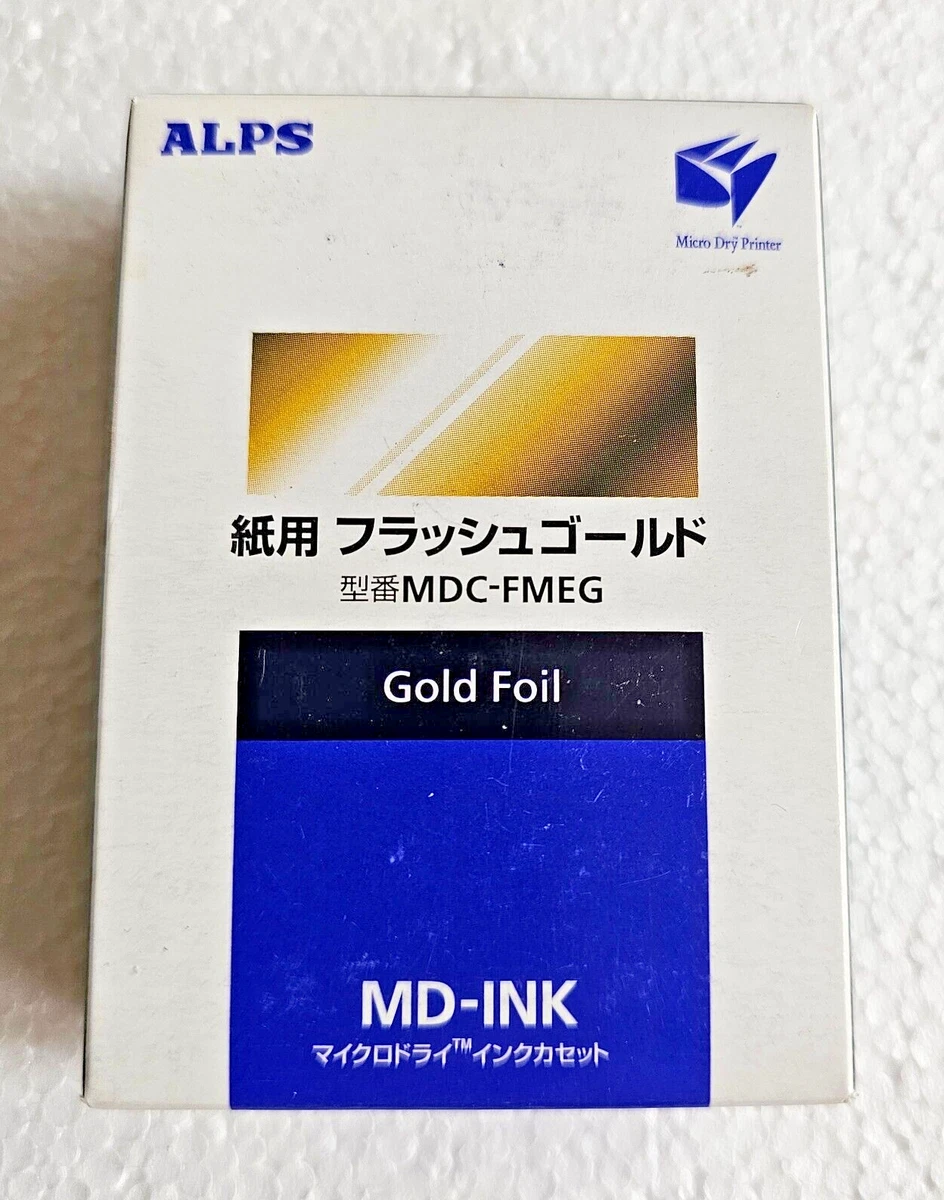 ALPS
Micro Dry Printer
紙用 フラッシュゴールド
型番MDC-FMEG
Gold Foil
MD-INK
マイクロドライ™インクカセット